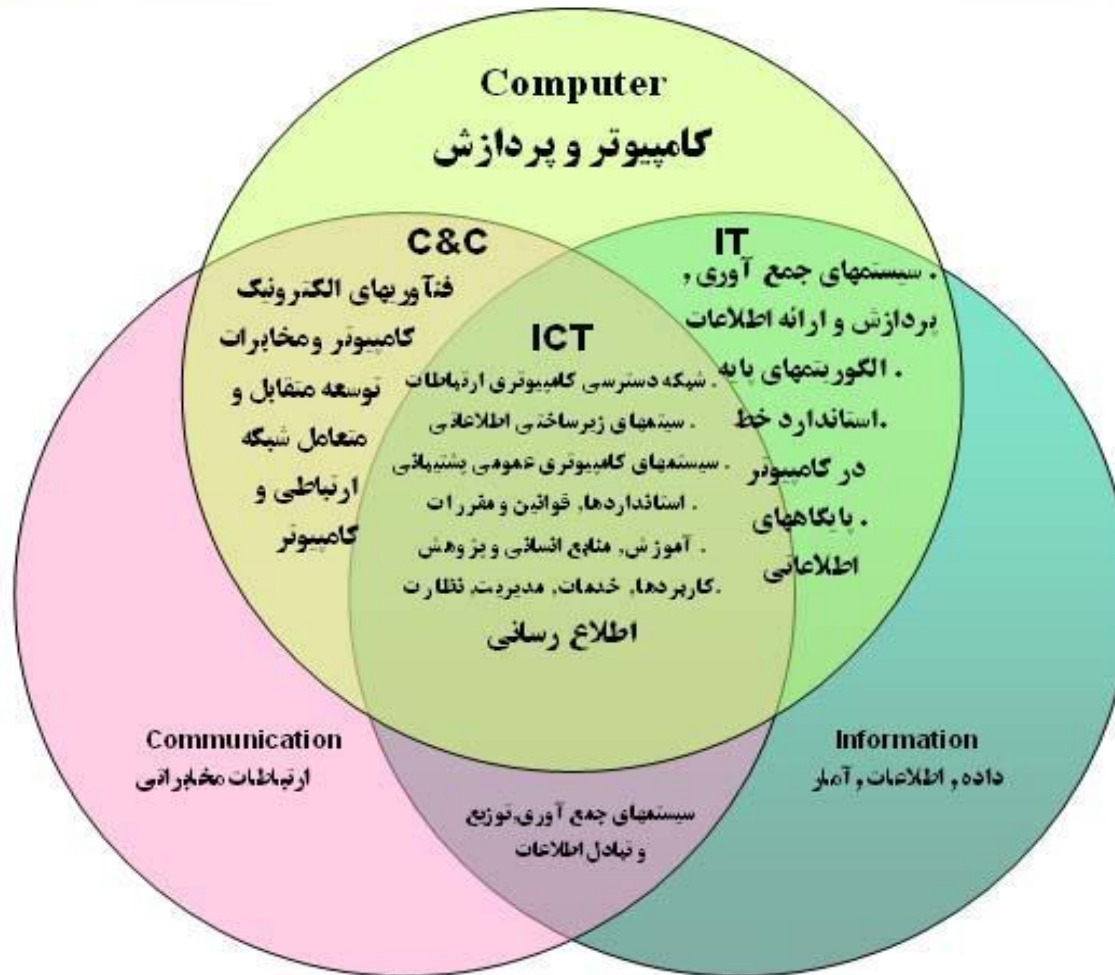 Computer
کامپیوتر و پردازش
C&C
فنآوریهای الکترونیک
کامپیوتر ومخابرات
توسعه متقابل و
متعامل شبکه
ارتباطی و
کامپیوتر
IT
. سیستمهای جمع آوری ,
پردازش و ارائه اطلاعات
. الگوریتمهای پایه
.استاندارد خط
در کامپیوتر
. پایگاههای
اطلاعاتی
ICT
. شبکه دسترسی کامپیوتری ارتباطات
. سیتمهای زیرساختی اطلاعاتی
. سیستمهای کامپیوتری عمومی پشتیبانی
. استانداردها, قوانین و مقررات
. آموزش, منابع انسانی و پژوهش
.کاربردها, خدمات, مدیریت, نظارت
اطلاع رسانی
Communication
ارتباطات مخابراتی
Information
داده , اطلاعات , آمار
سیستمهای جمع آوری,توزیع
و تبادل اطلاعات